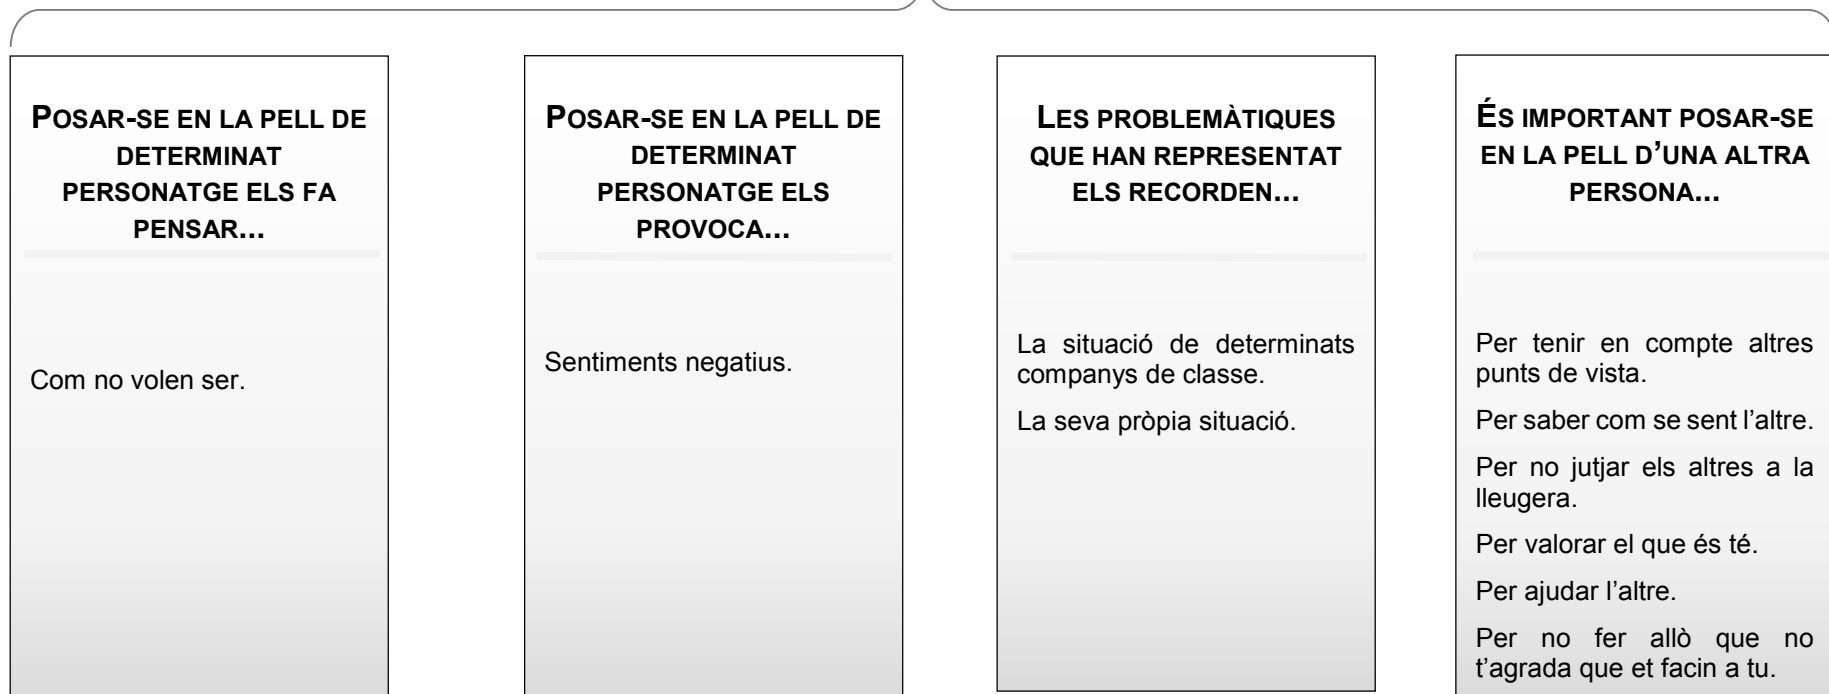 POSAR-SE EN LA PELL DE
DETERMINAT
PERSONATGE ELS FA
PENSAR...
Com no volen ser.
POSAR-SE EN LA PELL DE
DETERMINAT
PERSONATGE ELS
PROVOCA...
Sentiments negatius.
LES PROBLEMÀTIQUES
QUE HAN REPRESENTAT
ELS RECORDEN...
La situació de determinats
companys de classe.
La seva pròpia situació.
ÉS IMPORTANT POSAR-SE
EN LA PELL D’UNA ALTRA
PERSONA...
Per tenir en compte altres
punts de vista.
Per saber com se sent l’altre.
Per no jutjar els altres a la
lleugera.
Per valorar el que és té.
Per ajudar l’altre.
Per no fer allò que no
t’agrada que et facin a tu.